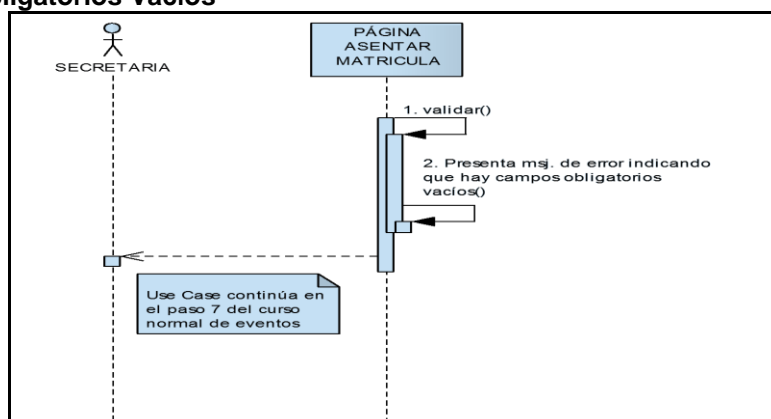 ligatorios Vacíos
SECRETARIA
PÁGINA
ASENTAR
MATRICULA
1. validar()
2. Presenta msj. de error indicando
que hay campos obligatorios
vacíos()
Use Case continúa en
el paso 7 del curso
normal de eventos